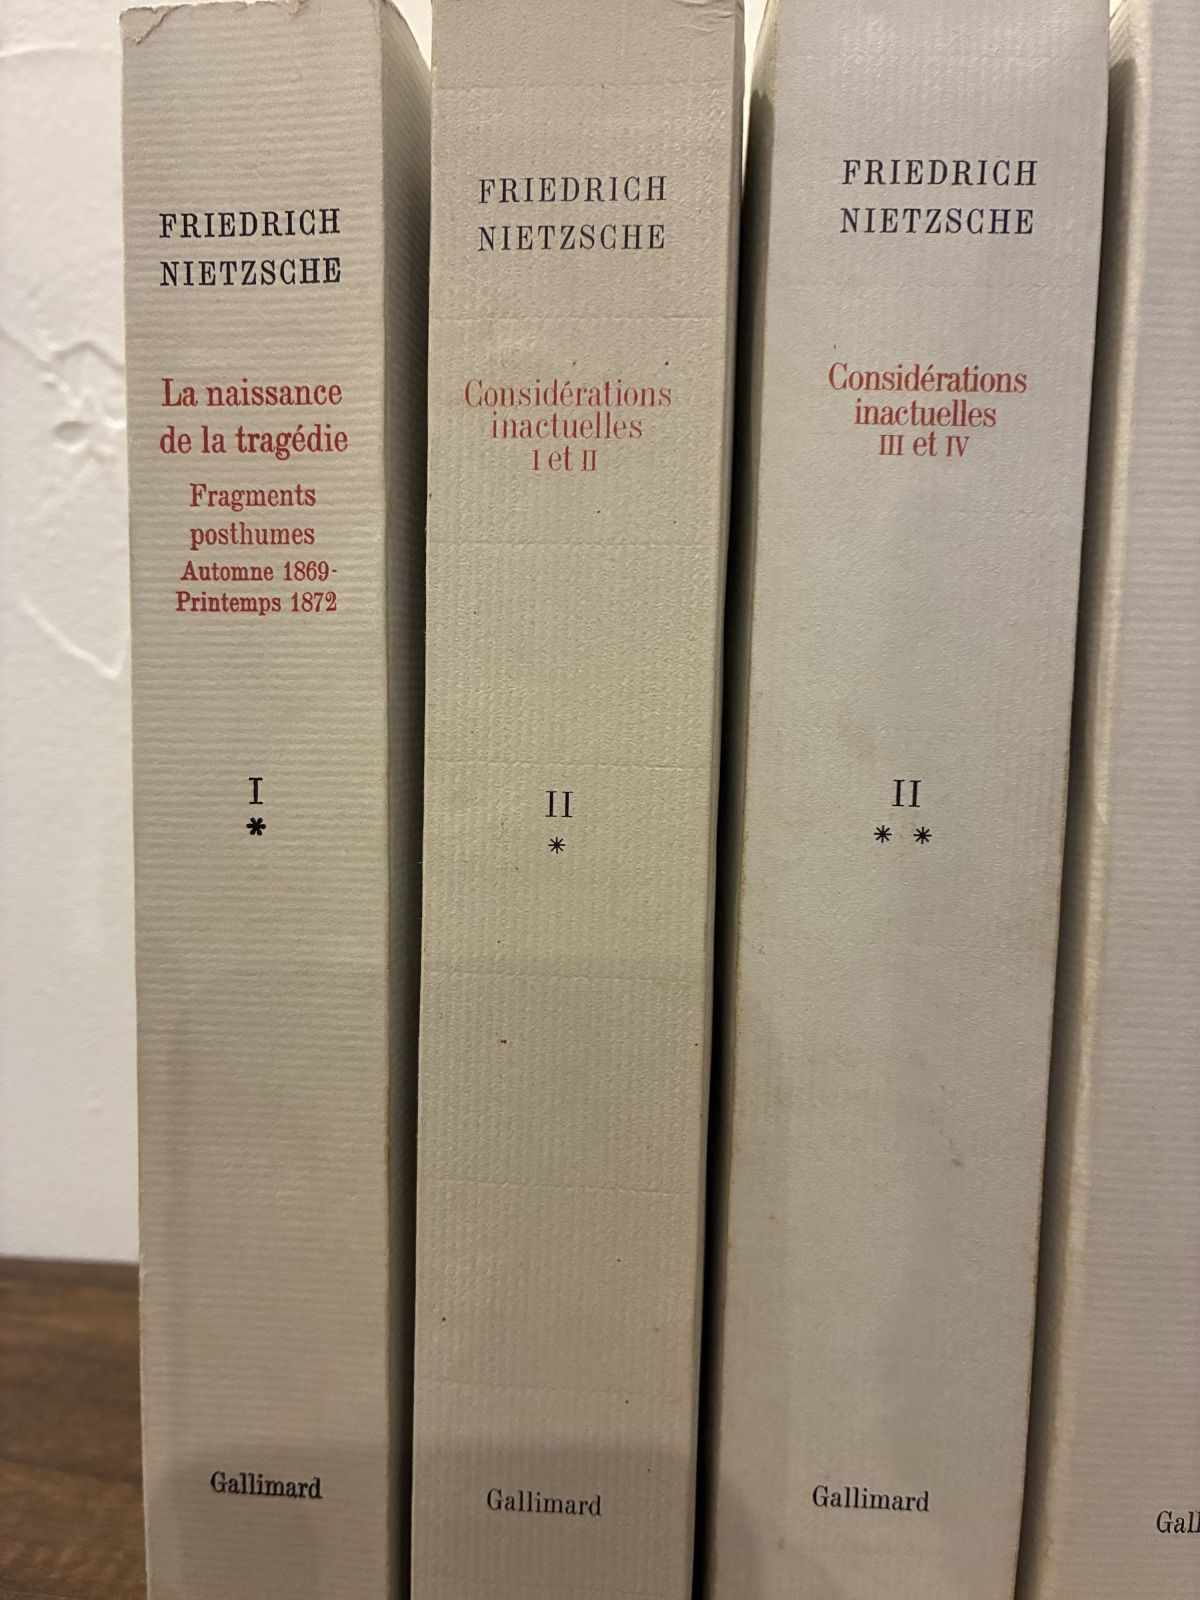 FRIEDRICH
NIETZSCHE
La naissance
de la tragédie
Fragments
posthumes
Automne 1869-
Printemps 1872
I
*
Gallimard
FRIEDRICH
NIETZSCHE
Considérations
inactuelles
I et II
II
*
Gallimard
FRIEDRICH
NIETZSCHE
Considérations
inactuelles
III et IV
II
* *
Gallimard
Gall